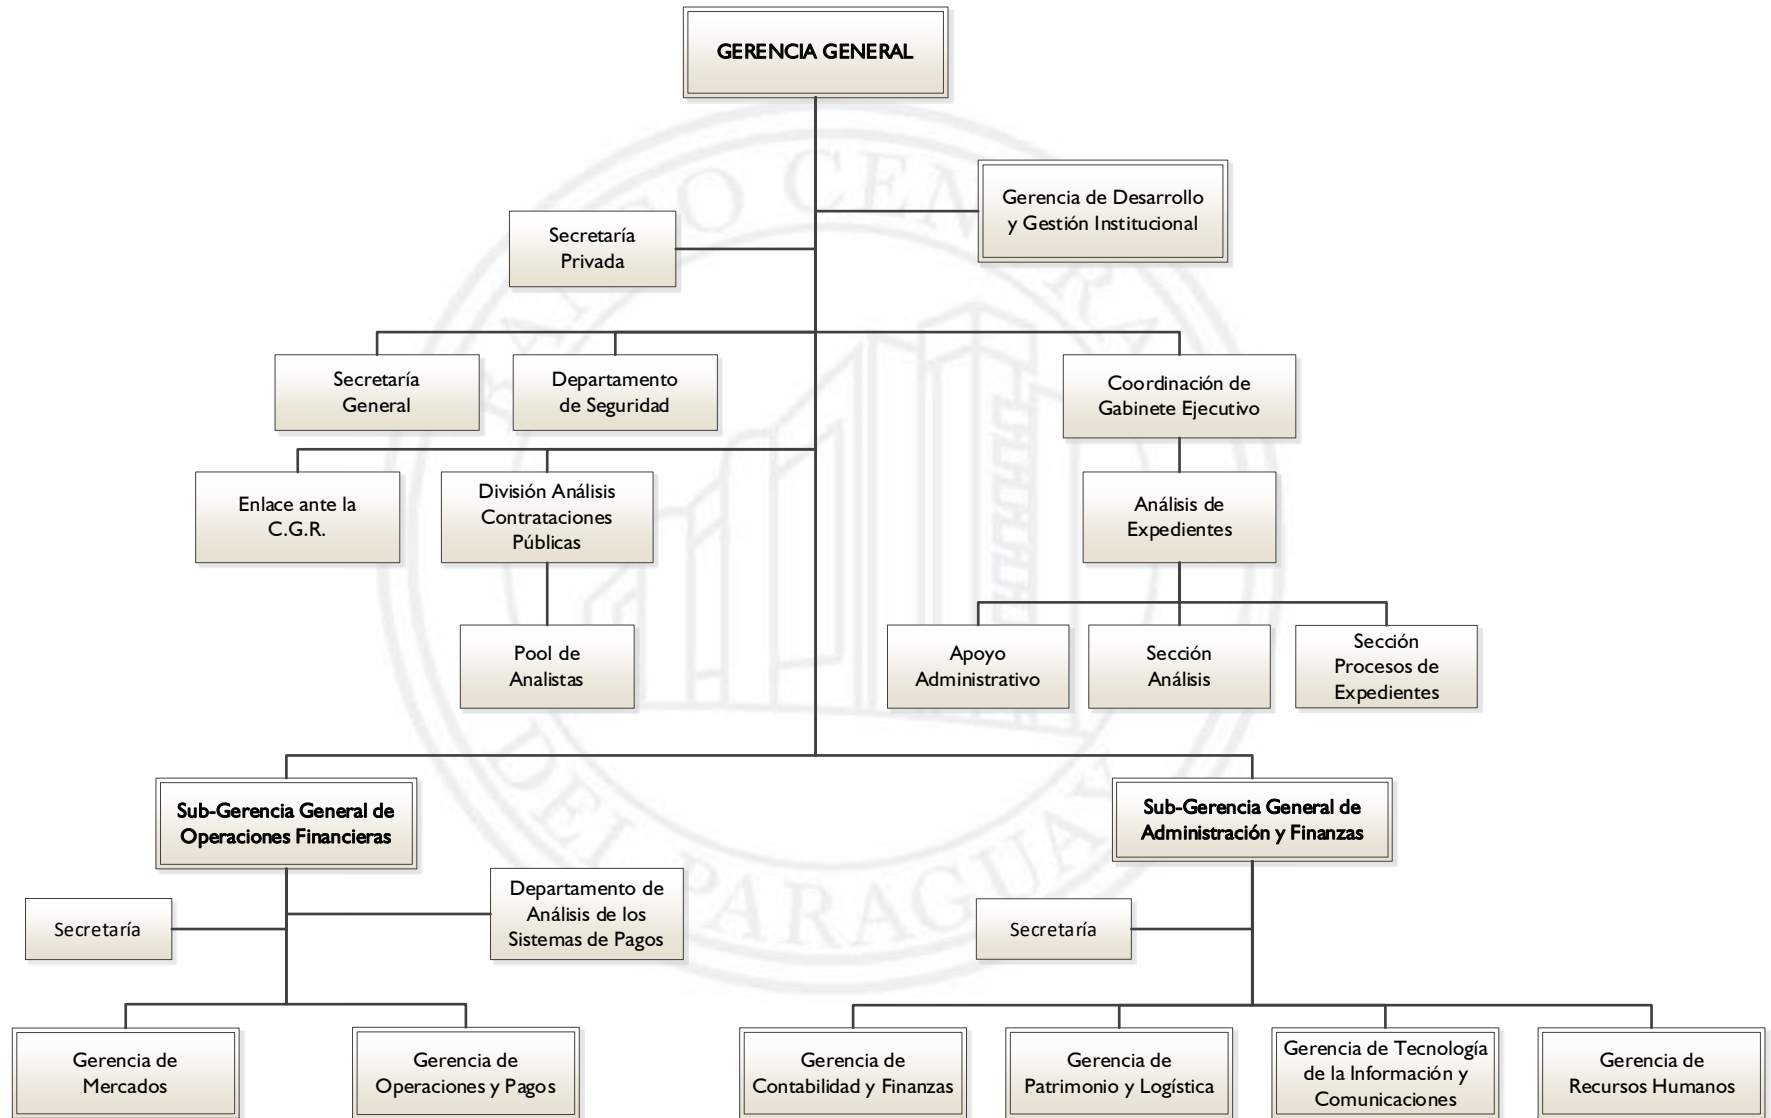 GERENCIA GENERAL
Gerencia de Desarrollo
y Gestión Institucional
Secretaría
Privada
Secretaría
General
Departamento
de Seguridad
Coordinación de
Gabinete Ejecutivo
Enlace ante la
C.G.R.
División Análisis
Contrataciones
Públicas
Análisis de
Expedientes
Pool de
Analistas
Apoyo
Administrativo
Sección
Análisis
Sección
Procesos de
Expedientes
Sub-Gerencia General de
Operaciones Financieras
Sub-Gerencia General de
Administración y Finanzas
Secretaría
Departamento de
Análisis de los
Sistemas de Pagos
Secretaría
Gerencia de
Mercados
Gerencia de
Operaciones y Pagos
Gerencia de
Contabilidad y Finanzas
Gerencia de
Patrimonio y Logística
Gerencia de Tecnología
de la Información y
Comunicaciones
Gerencia de
Recursos Humanos
BANCO CENTRAL
DEL PARAGUAY